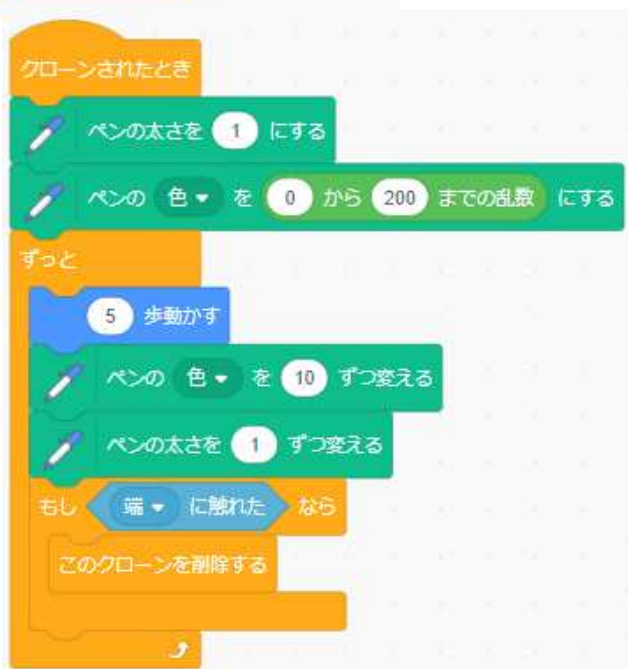 クローンされたとき
ペンの太さを 1 にする
ペンの 色 を 0 から 200 までの乱数 にする
ずっと
5 歩動かす
ペンの 色 を 10 ずつ変える
ペンの太さを 1 ずつ変える
もし 端 に触れた なら
このクローンを削除する